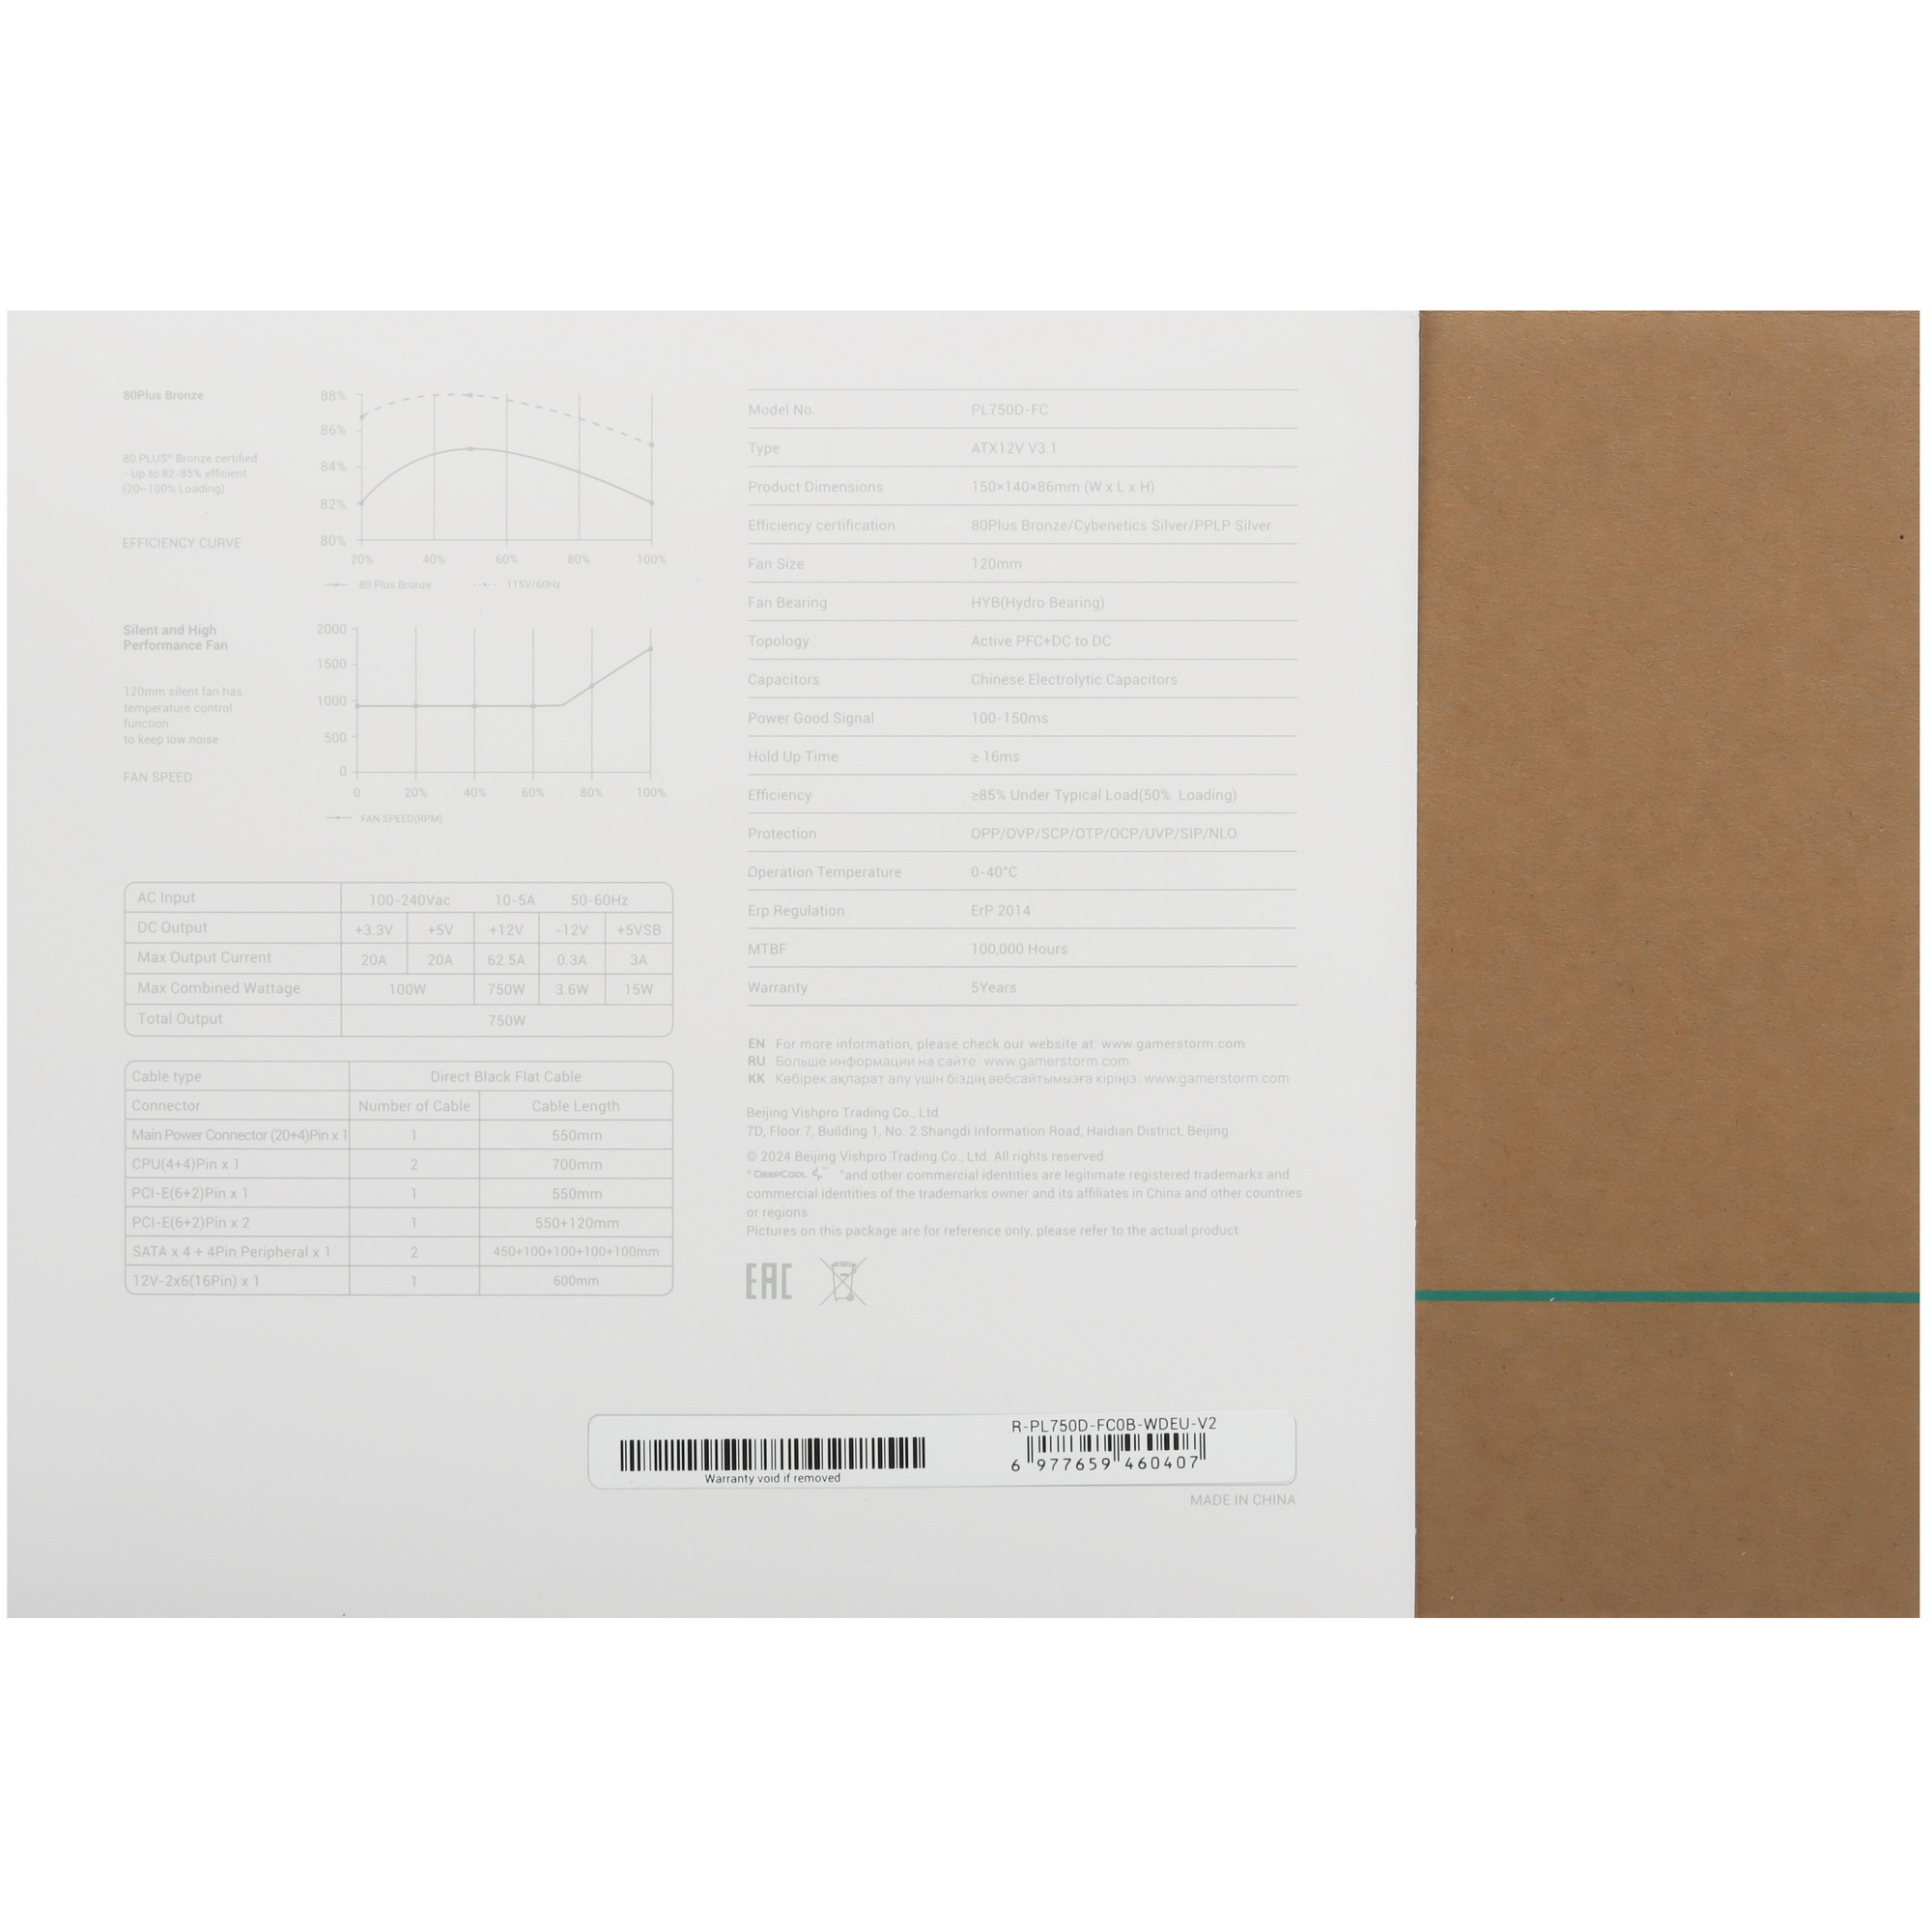 80Plus Bronze
80 PLUS® Bronze certified
- Up to 82-85% efficient
(20~100% Loading)
EFFICIENCY CURVE
88%
86%
84%
82%
80%
20% 40% 60% 80% 100%
80 Plus Bronze 115V/60Hz
Silent and High
Performance Fan
120mm silent fan has
temperature control
function
to keep low noise
FAN SPEED
2000
1500
1000
500
0
0 20% 40% 60% 80% 100%
FAN SPEED(RPM)
AC Input 100-240Vac 10-5A 50-60Hz
DC Output +3.3V +5V +12V -12V +5VSB
Max Output Current 20A 20A 62.5A 0.3A 3A
Max Combined Wattage 100W 750W 3.6W 15W
Total Output 750W
Cable type Direct Black Flat Cable
Connector Number of Cable Cable Length
Main Power Connector (20+4)Pin x 1 1 550mm
CPU(4+4)Pin x 1 2 700mm
PCI-E(6+2)Pin x 1 1 550mm
PCI-E(6+2)Pin x 2 1 550+120mm
SATA x 4 + 4Pin Peripheral x 1 2 450+100+100+100+100mm
12V-2x6(16Pin) x 1 1 600mm
Model No. PL750D-FC
Type ATX12V V3.1
Product Dimensions 150×140×86mm (W x L x H)
Efficiency certification 80Plus Bronze/Cybenetics Silver/PPLP Silver
Fan Size 120mm
Fan Bearing HYB(Hydro Bearing)
Topology Active PFC+DC to DC
Capacitors Chinese Electrolytic Capacitors
Power Good Signal 100-150ms
Hold Up Time ≥ 16ms
Efficiency ≥85% Under Typical Load(50% Loading)
Protection OPP/OVP/SCP/OTP/OCP/UVP/SIP/NLO
Operation Temperature 0-40°C
Erp Regulation ErP 2014
MTBF 100,000 Hours
Warranty 5Years
EN For more information, please check our website at: www.gamerstorm.com
RU Больше информации на сайте: www.gamerstorm.com
KK Көбірек ақпарат алу үшін біздің вебсайтымызға кіріңіз: www.gamerstorm.com
Beijing Vishpro Trading Co., Ltd.
7D, Floor 7, Building 1, No. 2 Shangdi Information Road, Haidian District, Beijing
© 2024 Beijing Vishpro Trading Co., Ltd. All rights reserved.
"DEEPCOOL ™ "and other commercial identities are legitimate registered trademarks and
commercial identities of the trademarks owner and its affiliates in China and other countries
or regions.
Pictures on this package are for reference only, please refer to the actual product.
EAC
Warranty void if removed
R-PL750D-FC0B-WDEU-V2
6 977659 460407
MADE IN CHINA